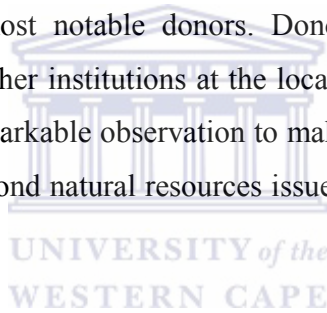 ost notable donors. Dono
her institutions at the loca
arkable observation to mal
ond natural resources issue
UNIVERSITY of the
WESTERN CAPE